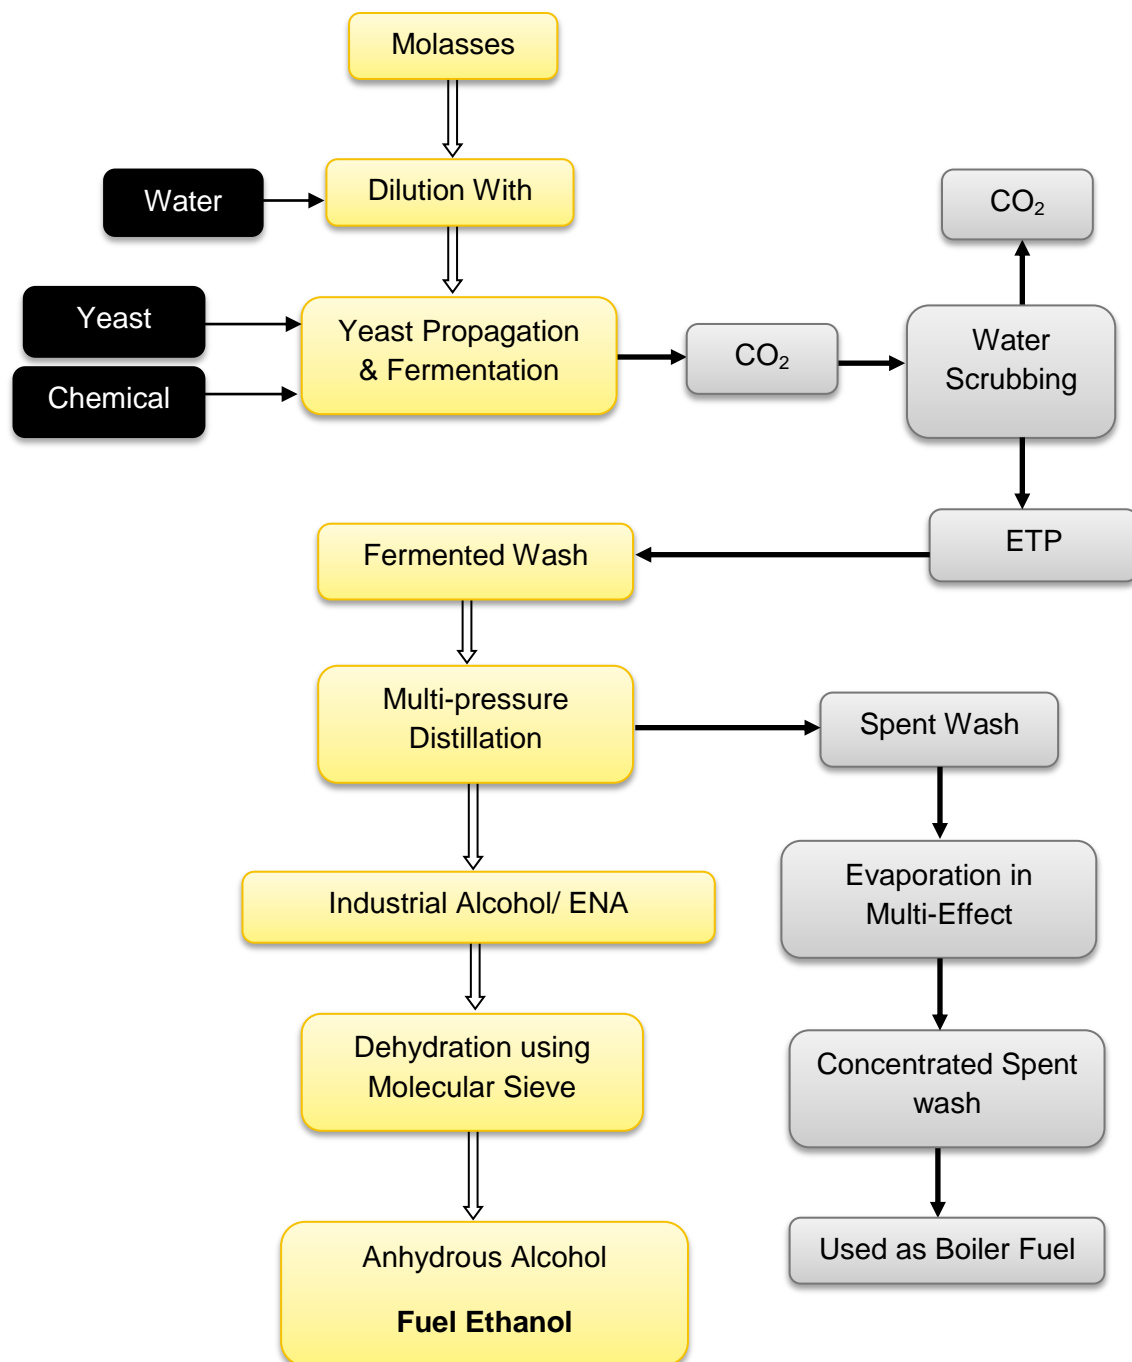 Molasses
Water
Dilution With
CO₂
Yeast
Chemical
Yeast Propagation
& Fermentation
CO₂
Water
Scrubbing
ETP
Fermented Wash
Multi-pressure
Distillation
Spent Wash
Industrial Alcohol/ ENA
Evaporation in
Multi-Effect
Dehydration using
Molecular Sieve
Concentrated Spent
wash
Anhydrous Alcohol
Fuel Ethanol
Used as Boiler Fuel